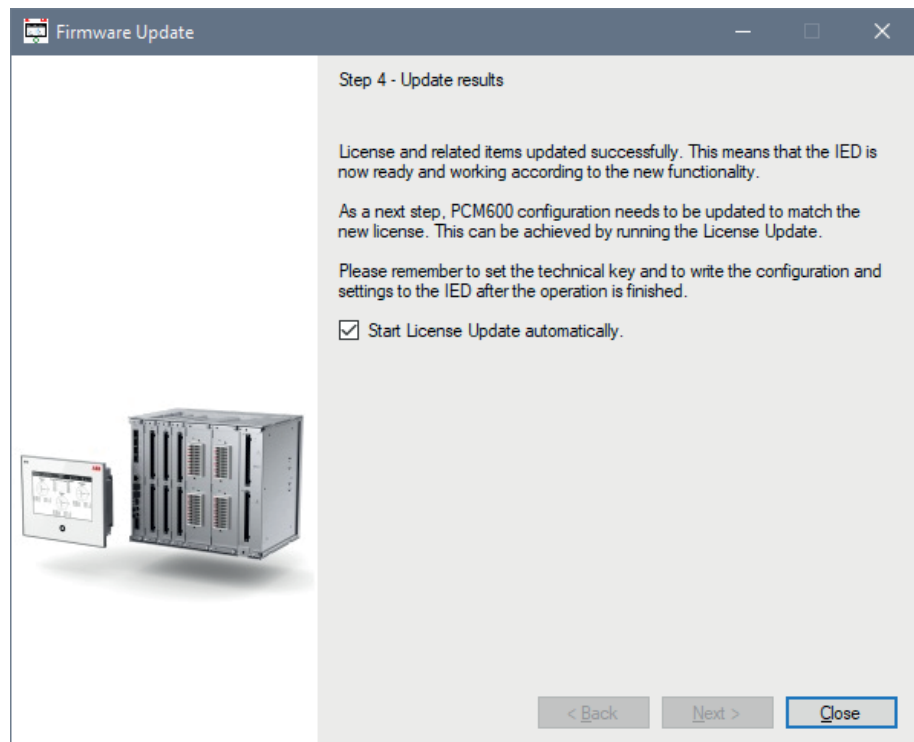 Firmware Update
Step 4 - Update results
License and related items updated successfully. This means that the IED is
now ready and working according to the new functionality.
As a next step, PCM600 configuration needs to be updated to match the
new license. This can be achieved by running the License Update.
Please remember to set the technical key and to write the configuration and
settings to the IED after the operation is finished.
Start License Update automatically.
ABB
< Back
Next >
Close